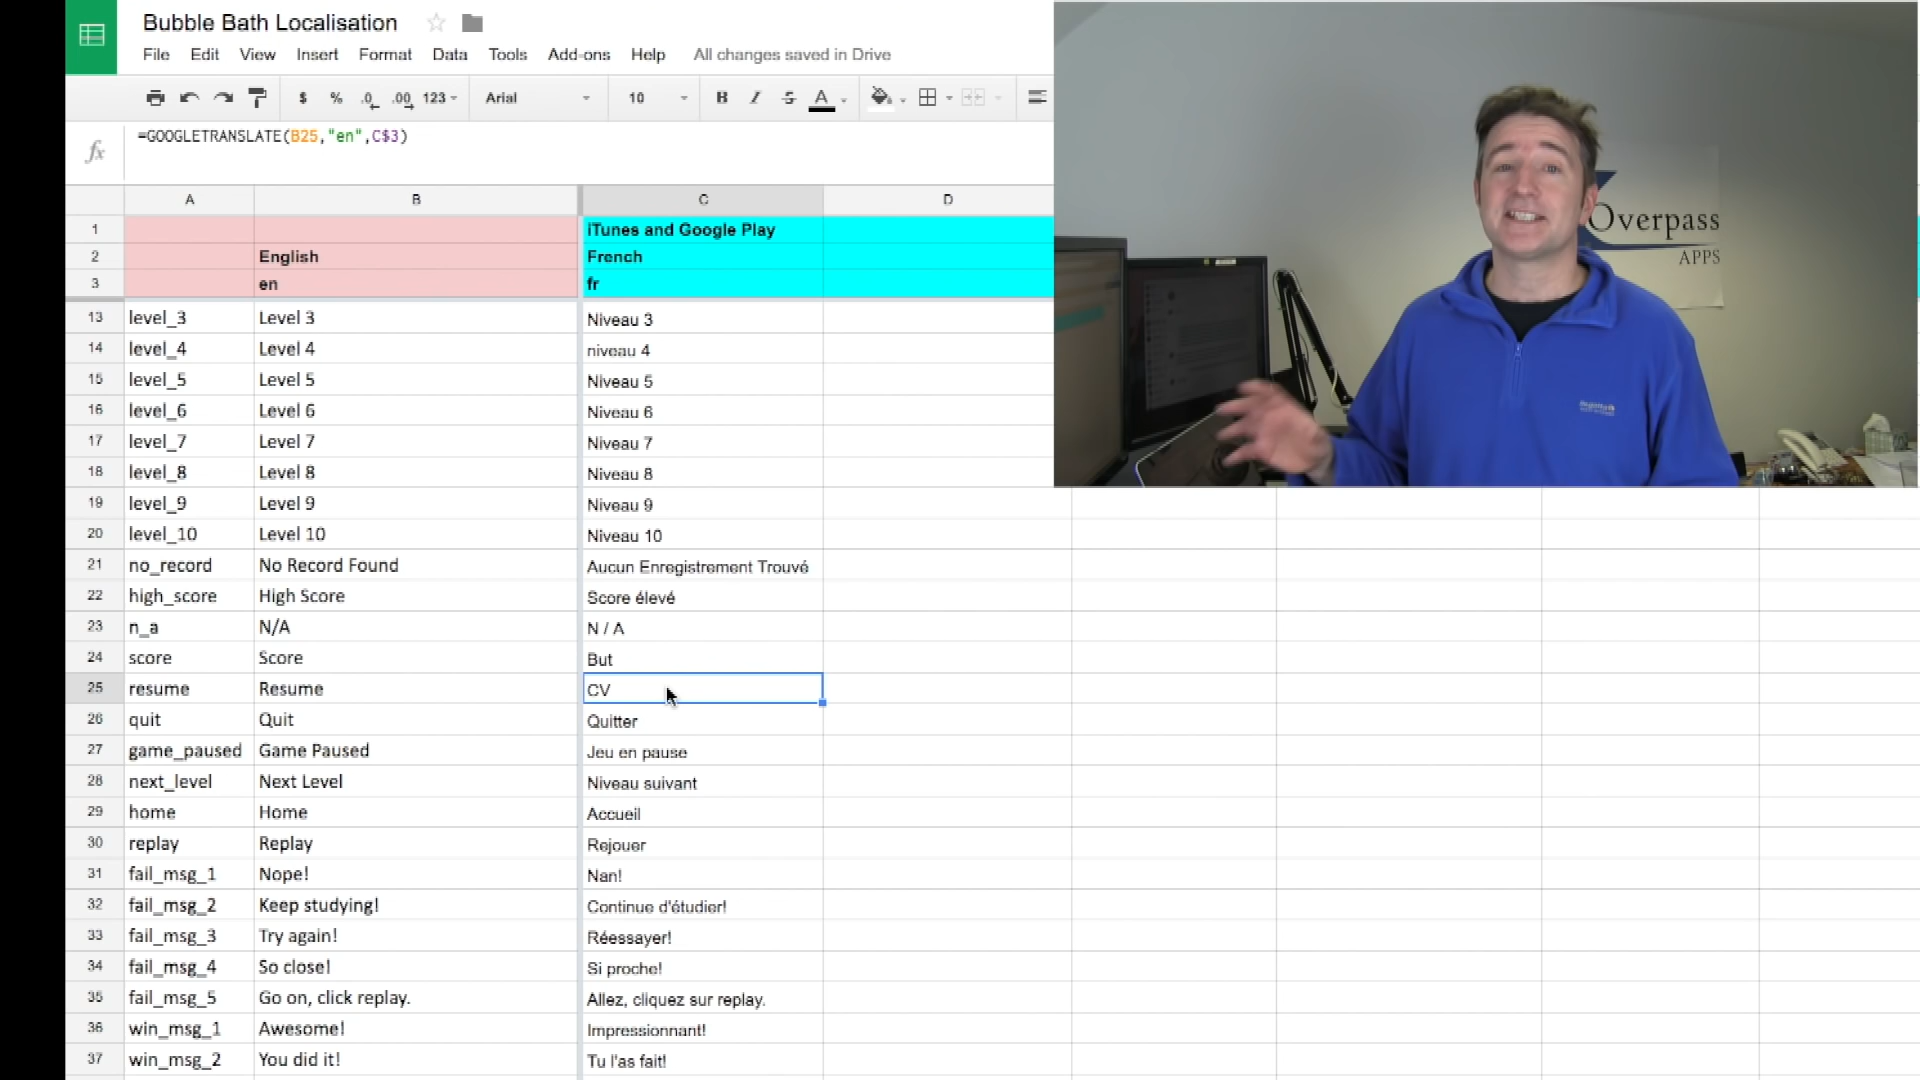 Bubble Bath Localisation
File Edit View Insert Format Data Tools Add-ons Help All changes saved in Drive
$ % .0 .00 123 Arial 10 B I S A
fx =GOOGLETRANSLATE(B25,"en",C$3)
A B C D
1 iTunes and Google Play
2 English French
3 en fr
13 level_3 Level 3 Niveau 3
14 level_4 Level 4 niveau 4
15 level_5 Level 5 Niveau 5
16 level_6 Level 6 Niveau 6
17 level_7 Level 7 Niveau 7
18 level_8 Level 8 Niveau 8
19 level_9 Level 9 Niveau 9
20 level_10 Level 10 Niveau 10
21 no_record No Record Found Aucun Enregistrement Trouvé
22 high_score High Score Score élevé
23 n_a N/A N / A
24 score Score But
25 resume Resume CV
26 quit Quit Quitter
27 game_paused Game Paused Jeu en pause
28 next_level Next Level Niveau suivant
29 home Home Accueil
30 replay Replay Rejouer
31 fail_msg_1 Nope! Nan!
32 fail_msg_2 Keep studying! Continue d'étudier!
33 fail_msg_3 Try again! Réessayer!
34 fail_msg_4 So close! Si proche!
35 fail_msg_5 Go on, click replay. Allez, cliquez sur replay.
36 win_msg_1 Awesome! Impressionnant!
37 win_msg_2 You did it! Tu l'as fait!
Overpass
APPS